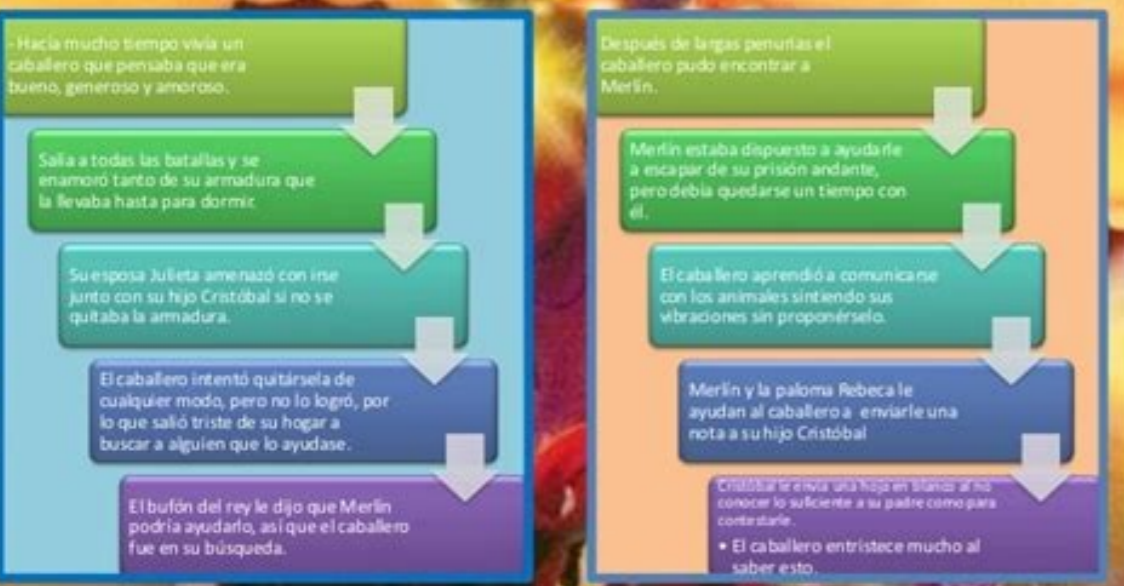 - Hacía mucho tiempo vivía un
caballero que pensaba que era
bueno, generoso y amoroso.
Salía a todas las batallas y se
enamoró tanto de su armadura que
la llevaba hasta para dormir.
Su esposa Julieta amenazó con irse
junto con su hijo Cristóbal si no se
quitaba la armadura.
El caballero intentó quitársela de
cualquier modo, pero no lo logró, por
lo que salió triste de su hogar a
buscar a alguien que lo ayudase.
El bufón del rey le dijo que Merlín
podría ayudarlo, así que el caballero
fue en su búsqueda.
Después de largas penurias el
caballero pudo encontrar a
Merlín.
Merlín estaba dispuesto a ayudarle
a escapar de su prisión andante,
pero debía quedarse un tiempo con
él.
El caballero aprendió a comunicarse
con los animales sintiendo sus
vibraciones sin proponérselo.
Merlín y la paloma Rebeca le
ayudan al caballero a enviarle una
nota a su hijo Cristóbal
Cristóbal le envía una hoja en blanco al no
conocer lo suficiente a su padre como para
contestarle.
• El caballero entristece mucho al
saber esto.